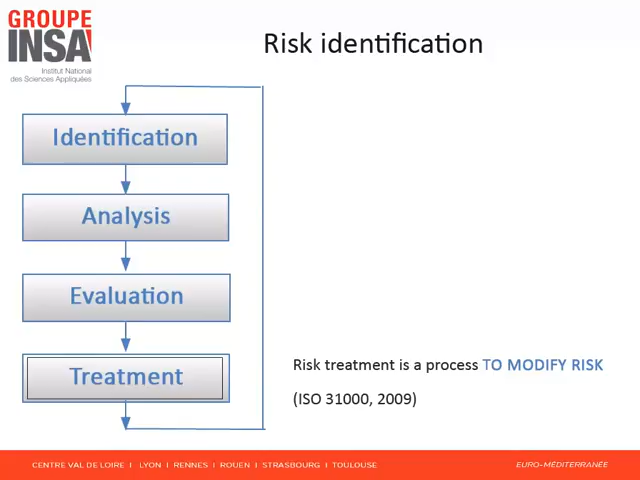 GROUPE
INSA
Institut National
des Sciences Appliquées
Risk identification
Identification
Analysis
Evaluation
Treatment
Risk treatment is a process TO MODIFY RISK
(ISO 31000, 2009)
CENTRE VAL DE LOIRE I LYON I RENNES I ROUEN I STRASBOURG I TOULOUSE
EURO-MÉDITERRANÉE